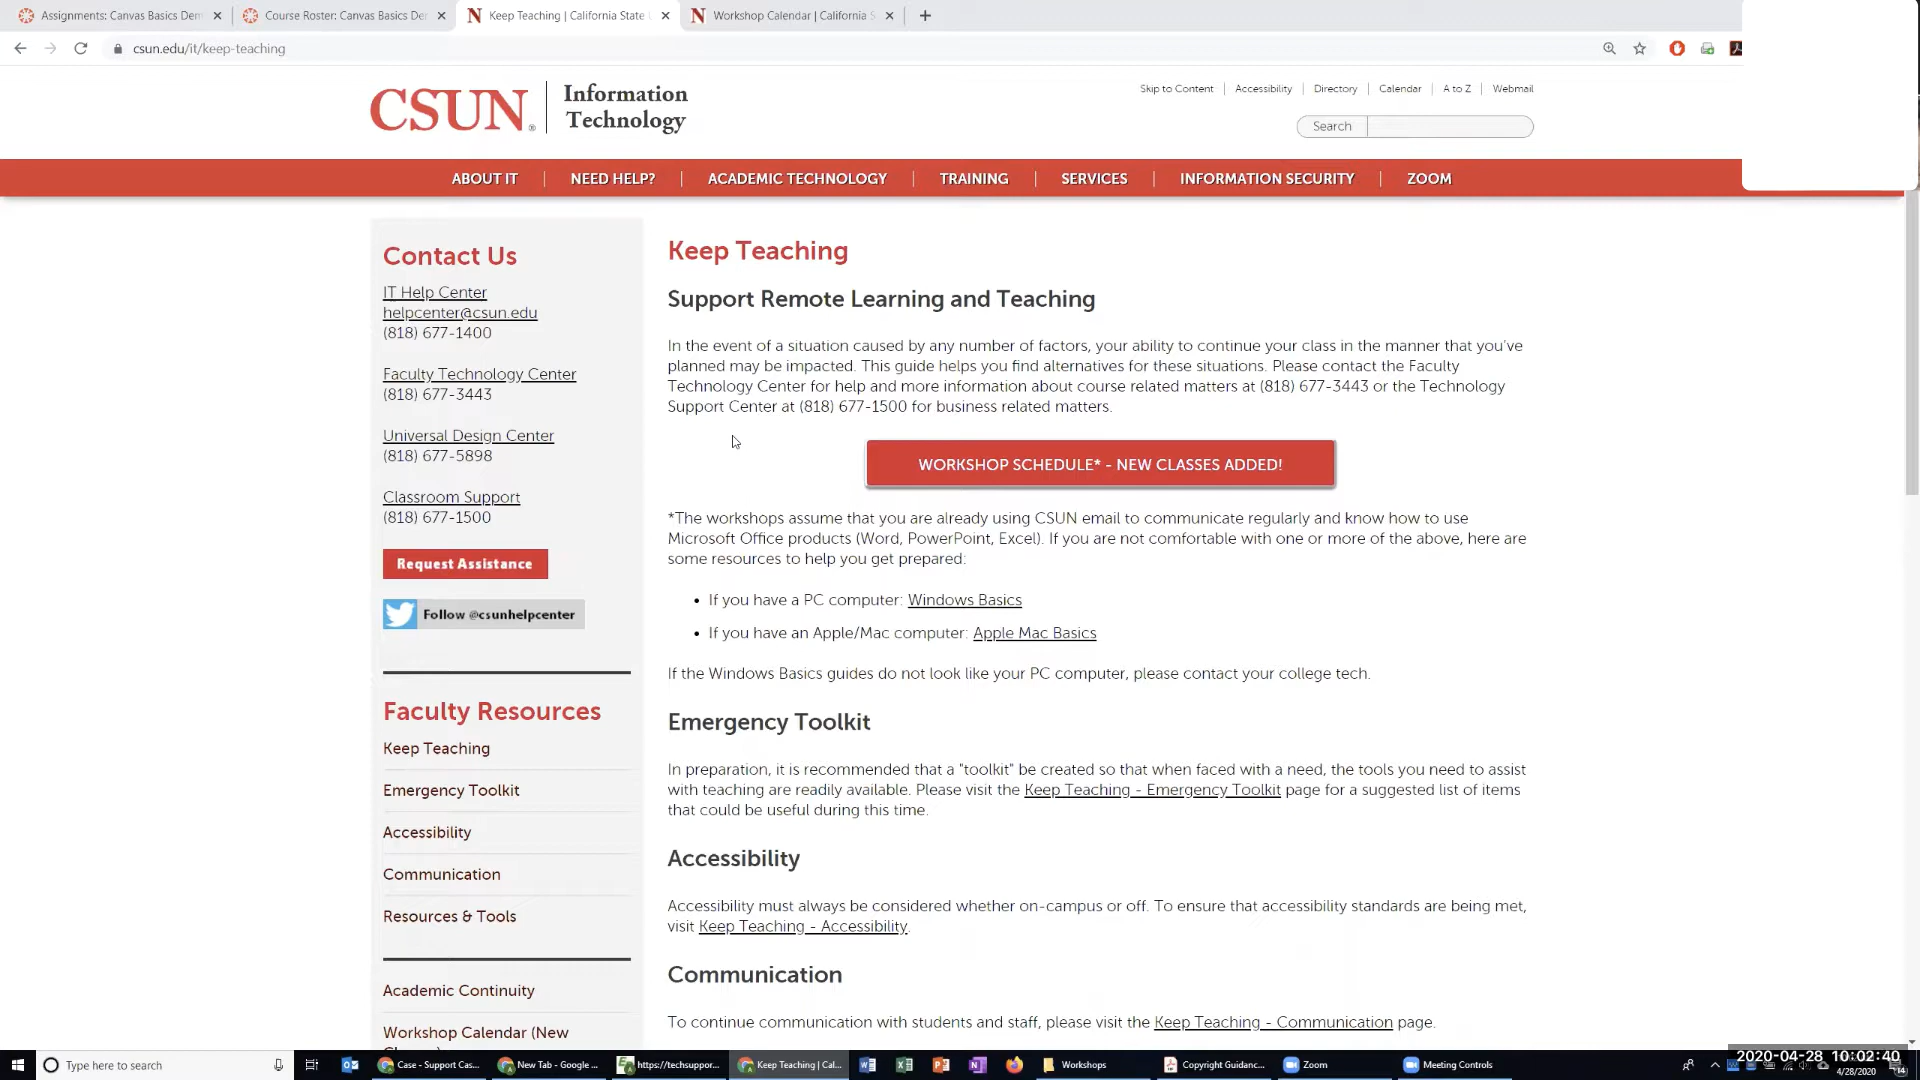 Assignments: Canvas Basics Dem
Course Roster: Canvas Basics De
Keep Teaching | California State U
Workshop Calendar | California S
csun.edu/it/keep-teaching
CSUN
Information
Technology
Skip to Content
Accessibility
Directory
Calendar
A to Z
Webmail
Search
ABOUT IT
NEED HELP?
ACADEMIC TECHNOLOGY
TRAINING
SERVICES
INFORMATION SECURITY
ZOOM
Contact Us
IT Help Center
helpcenter@csun.edu
(818) 677-1400
Faculty Technology Center
(818) 677-3443
Universal Design Center
(818) 677-5898
Classroom Support
(818) 677-1500
Request Assistance
Follow @csunhelpcenter
Faculty Resources
Keep Teaching
Emergency Toolkit
Accessibility
Communication
Resources & Tools
Academic Continuity
Workshop Calendar (New
Keep Teaching
Support Remote Learning and Teaching
In the event of a situation caused by any number of factors, your ability to continue your class in the manner that you've
planned may be impacted. This guide helps you find alternatives for these situations. Please contact the Faculty
Technology Center for help and more information about course related matters at (818) 677-3443 or the Technology
Support Center at (818) 677-1500 for business related matters.
WORKSHOP SCHEDULE* - NEW CLASSES ADDED!
*The workshops assume that you are already using CSUN email to communicate regularly and know how to use
Microsoft Office products (Word, PowerPoint, Excel). If you are not comfortable with one or more of the above, here are
some resources to help you get prepared:
• If you have a PC computer: Windows Basics
• If you have an Apple/Mac computer: Apple Mac Basics
If the Windows Basics guides do not look like your PC computer, please contact your college tech.
Emergency Toolkit
In preparation, it is recommended that a "toolkit" be created so that when faced with a need, the tools you need to assist
with teaching are readily available. Please visit the Keep Teaching - Emergency Toolkit page for a suggested list of items
that could be useful during this time.
Accessibility
Accessibility must always be considered whether on-campus or off. To ensure that accessibility standards are being met,
visit Keep Teaching - Accessibility.
Communication
To continue communication with students and staff, please visit the Keep Teaching - Communication page.
Type here to search
Case - Support Cas...
New Tab - Google ...
https://techsuppor...
Keep Teaching | Cal...
Workshops
Copyright Guidanc...
Zoom
Meeting Controls
2020-04-28 10:02:40
4/28/2020